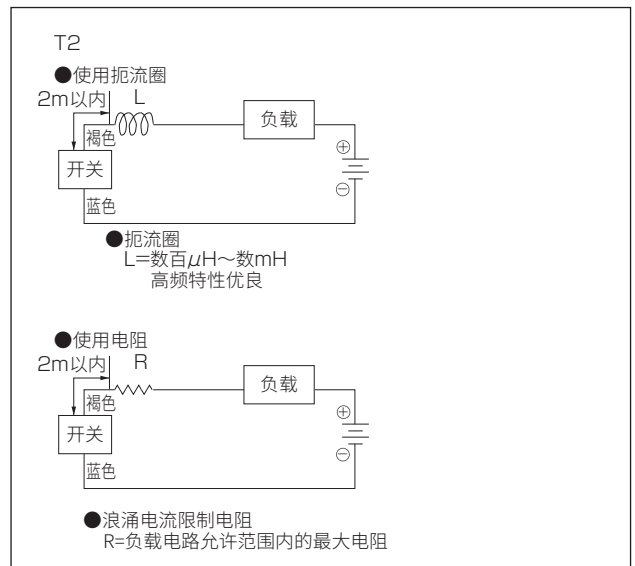 T2
●使用扼流圈
2m以内 L
褐色
负载
开关
⊕
⊖
蓝色
●扼流圈
L=数百μH～数mH
高频特性优良
●使用电阻
2m以内 R
褐色
负载
开关
⊕
⊖
蓝色
●浪涌电流限制电阻
R=负载电路允许范围内的最大电阻